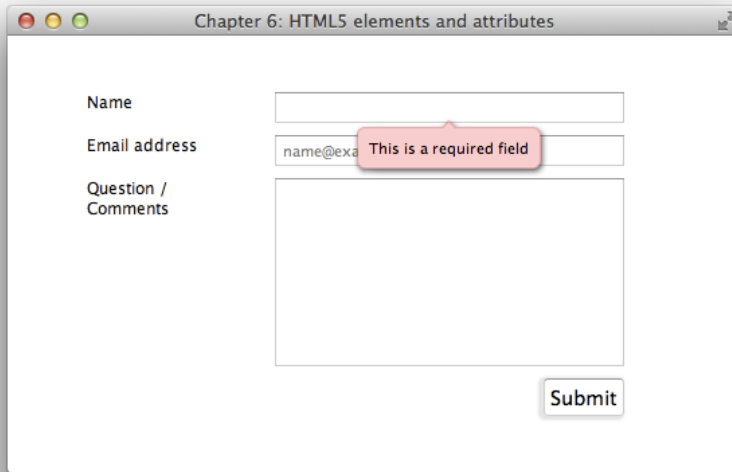 Chapter 6: HTML5 elements and attributes
Name
This is a required field
Email address
name@exa
Question /
Comments
Submit